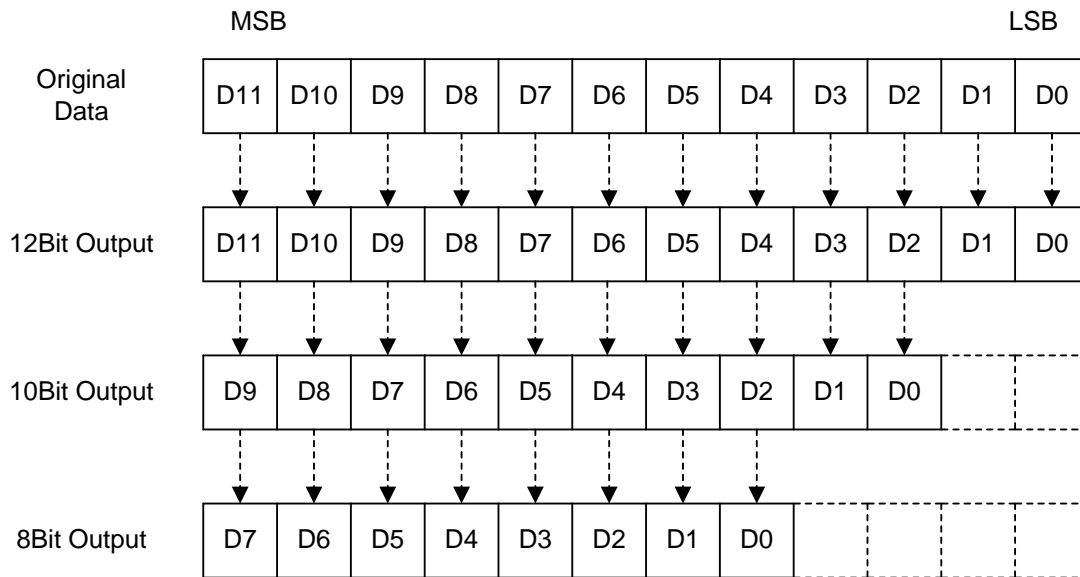 MSB LSB
Original
Data
D11 D10 D9 D8 D7 D6 D5 D4 D3 D2 D1 D0
12Bit Output D11 D10 D9 D8 D7 D6 D5 D4 D3 D2 D1 D0
10Bit Output D9 D8 D7 D6 D5 D4 D3 D2 D1 D0
8Bit Output D7 D6 D5 D4 D3 D2 D1 D0